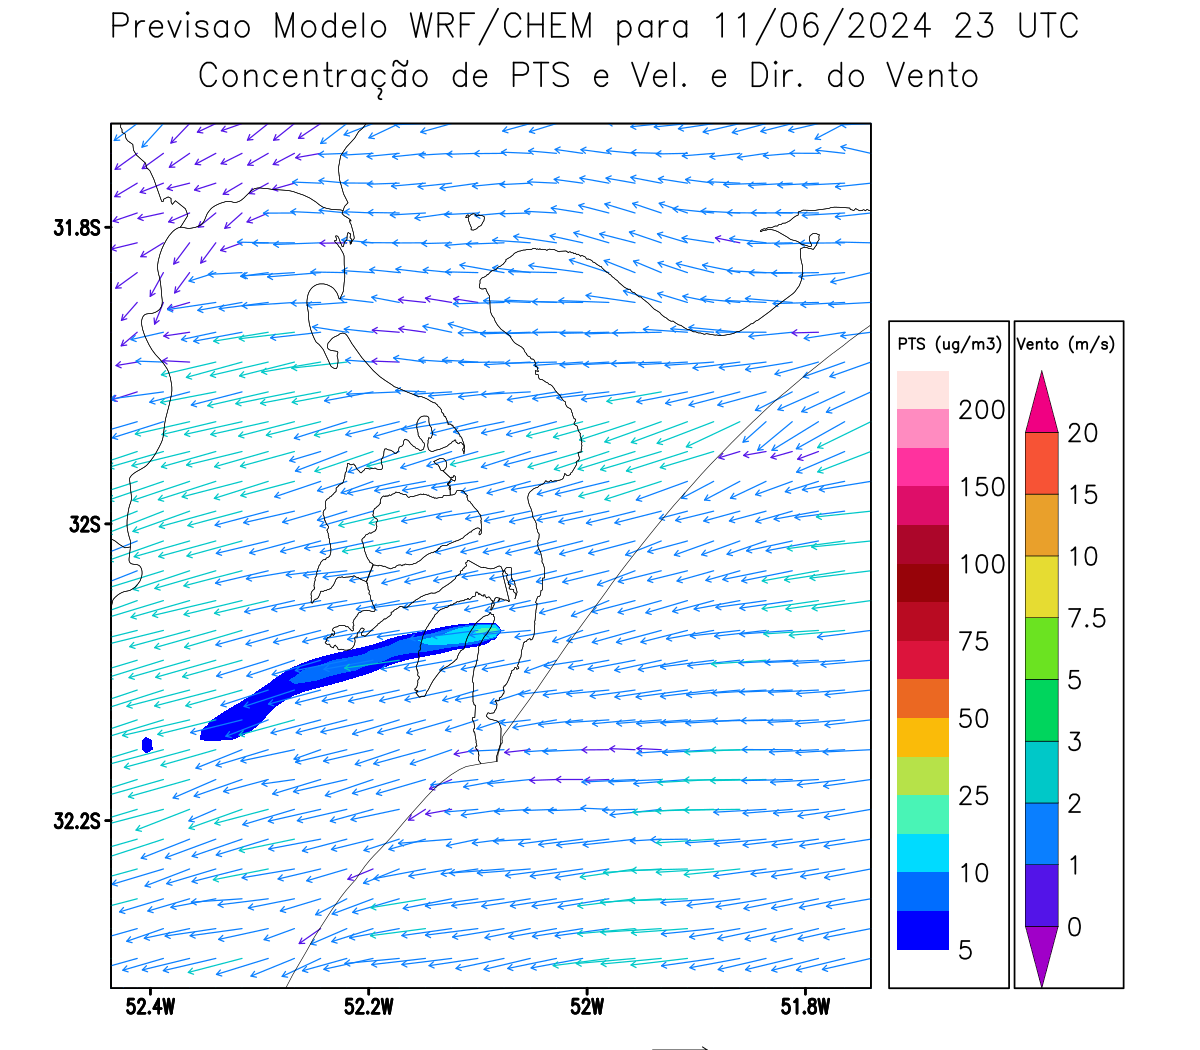 Previsao Modelo WRF/CHEM para 11/06/2024 23 UTC
Concentração de PTS e Vel. e Dir. do Vento
31.8S
32S
32.2S
52.4W 52.2W 52W 51.8W
PTS (ug/m3)
200
150
100
75
50
25
10
5
Vento (m/s)
20
15
10
7.5
5
3
2
1
0